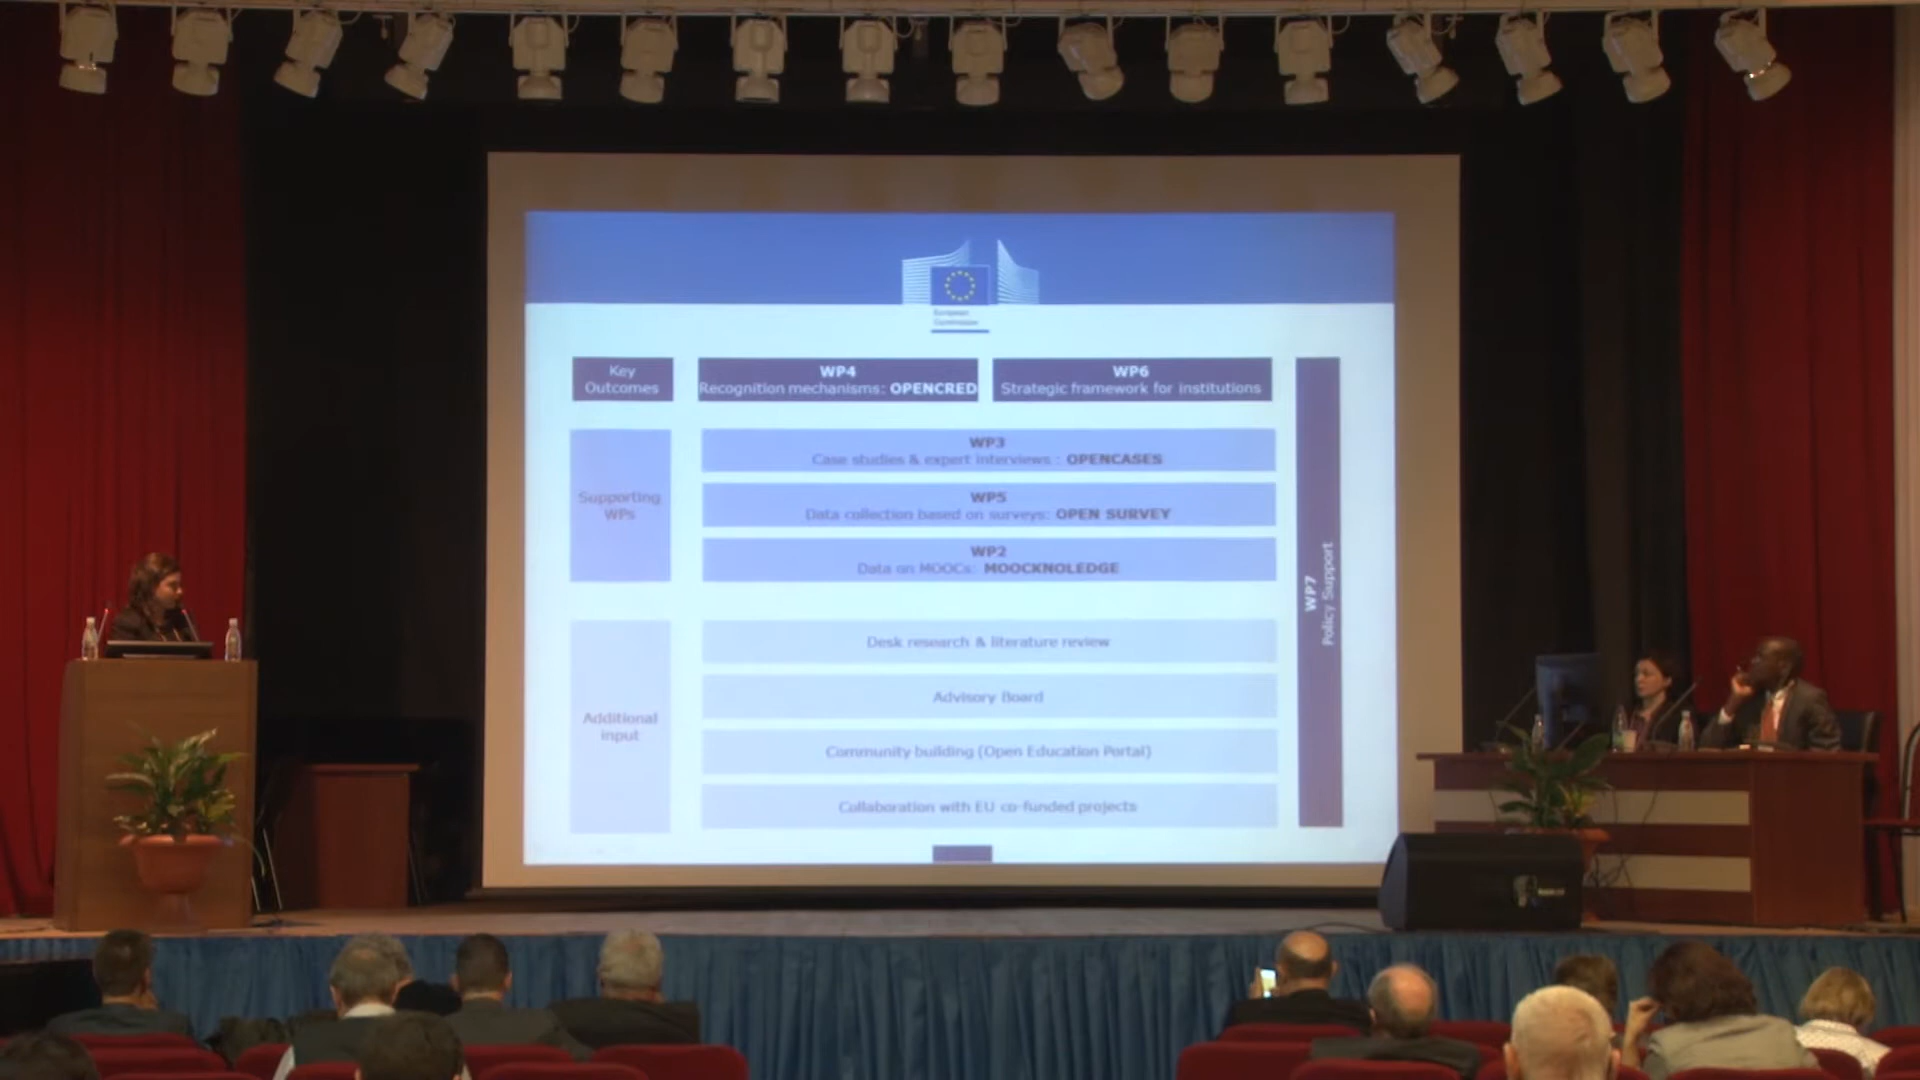 European
Commission
Key
Outcomes
WP4
Recognition mechanisms: OPENCRED
WP6
Strategic framework for institutions
Supporting
WPs
WP3
Case studies & expert interviews : OPENCASES
WP5
Data collection based on surveys: OPEN SURVEY
WP2
Data on MOOCs: MOOCKNOLEDGE
Additional
input
Desk research & literature review
Advisory Board
Community building (Open Education Portal)
Collaboration with EU co-funded projects
WP7
Policy Support